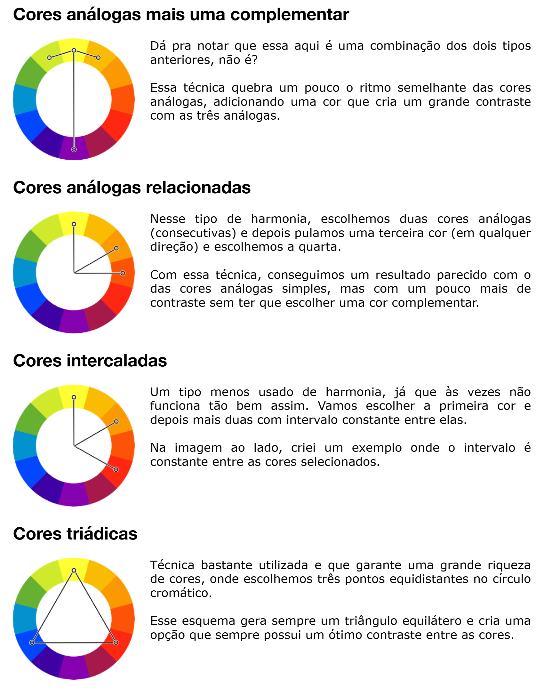 Cores análogas mais uma complementar
Dá pra notar que essa aqui é uma combinação dos dois tipos
anteriores, não é?
Essa técnica quebra um pouco o ritmo semelhante das cores
análogas, adicionando uma cor que cria um grande contraste
com as três análogas.
Cores análogas relacionadas
Nesse tipo de harmonia, escolhemos duas cores análogas
(consecutivas) e depois pulamos uma terceira cor (em qualquer
direção) e escolhemos a quarta.
Com essa técnica, conseguimos um resultado parecido com o
das cores análogas simples, mas com um pouco mais de
contraste sem ter que escolher uma cor complementar.
Cores intercaladas
Um tipo menos usado de harmonia, já que às vezes não
funciona tão bem assim. Vamos escolher a primeira cor e
depois mais duas com intervalo constante entre elas.
Na imagem ao lado, criei um exemplo onde o intervalo é
constante entre as cores selecionados.
Cores triádicas
Técnica bastante utilizada e que garante uma grande riqueza
de cores, onde escolhemos três pontos equidistantes no círculo
cromático.
Esse esquema gera sempre um triângulo equilátero e cria uma
opção que sempre possui um ótimo contraste entre as cores.